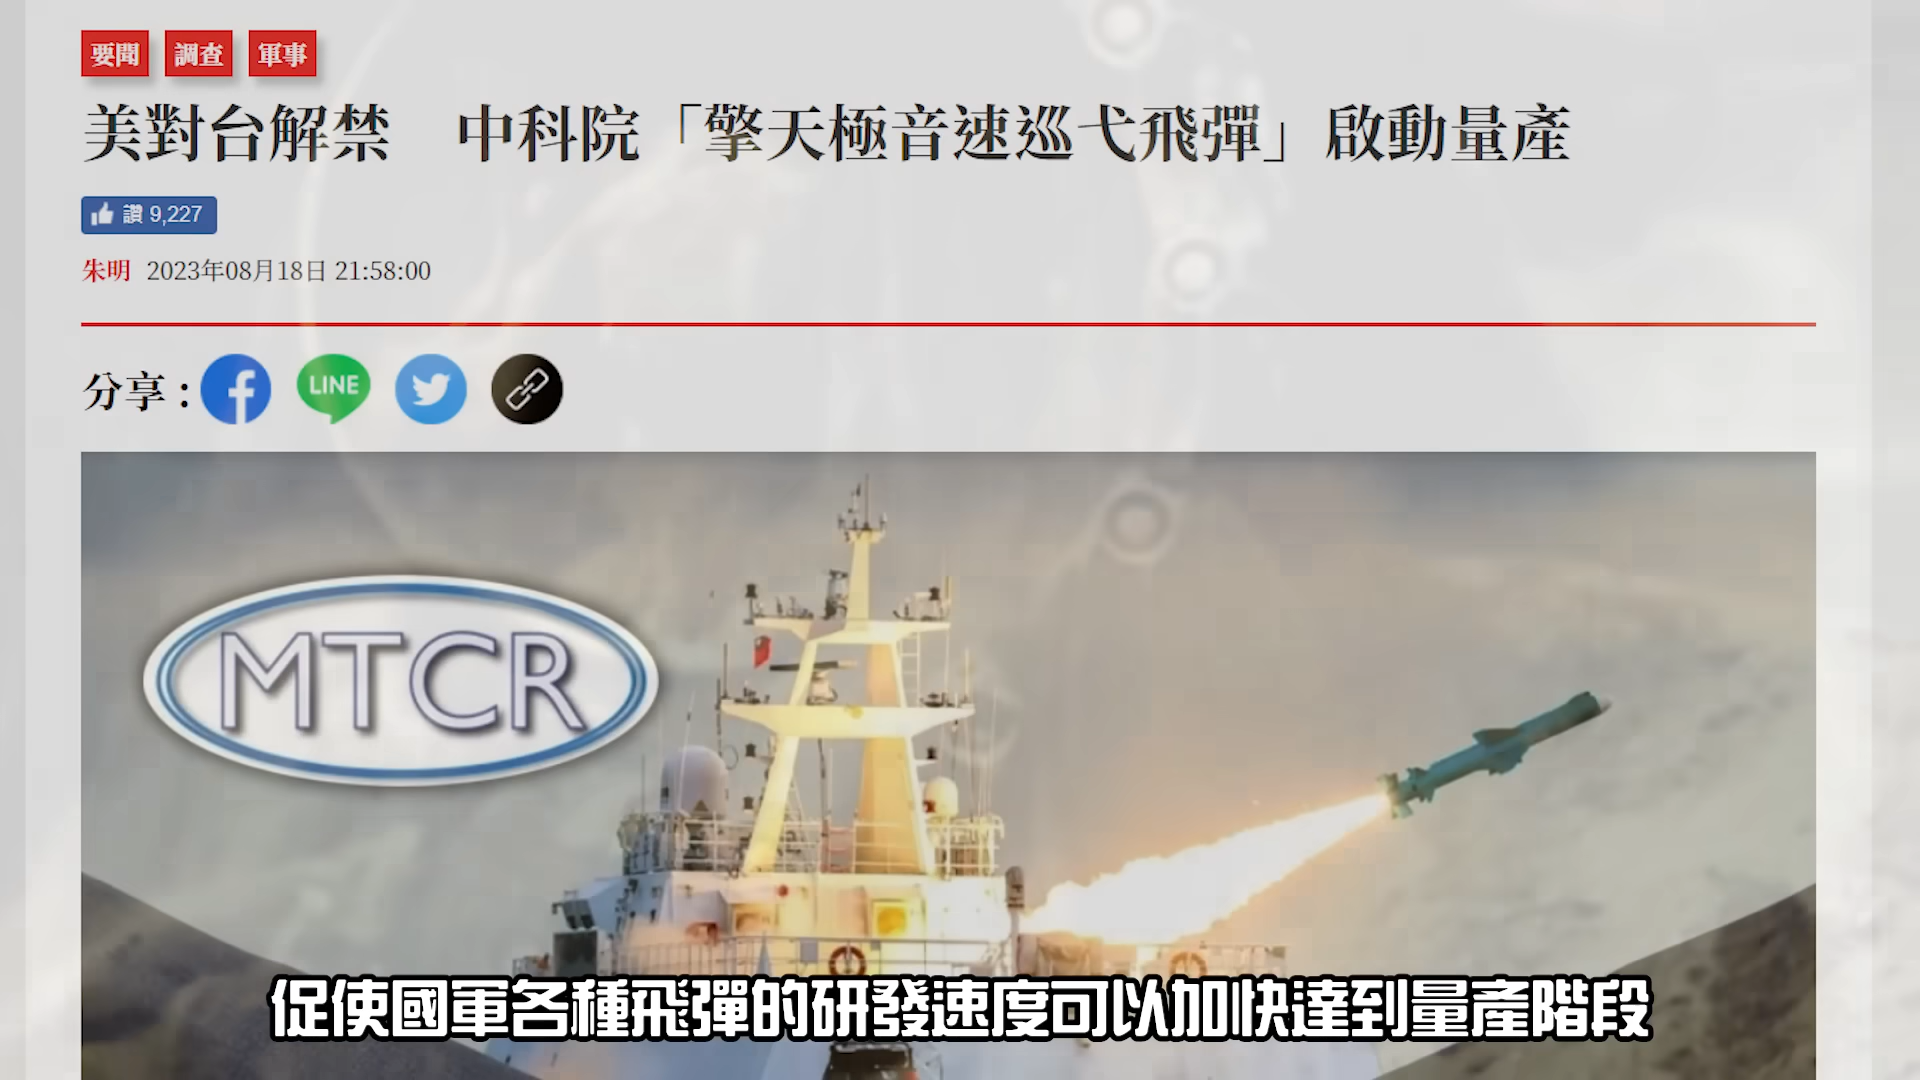 要聞 調查 軍事
美對台解禁 中科院「擎天極音速巡弋飛彈」啟動量產
讚 9,227
朱明 2023年08月18日 21:58:00
分享：
LINE
MTCR
促使國軍各種飛彈的研發速度可以加快達到量產階段